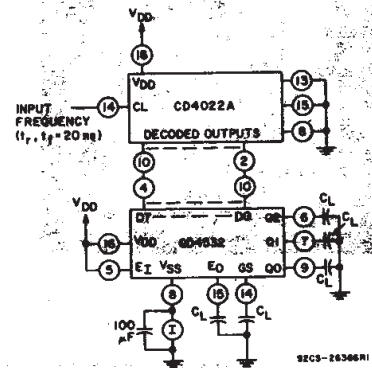 VDD
16
VDD
13
14
CL
CD4022A
15
INPUT
FREQUENCY
(tr, tf = 20 ns)
DECODED OUTPUTS
8
10
2
4
10
VDD
D7
D0
Q2
6
CL
CL
16
VDD
CD4532
Q1
7
5
EI
VSS
EO
GS
Q0
9
CL
8
15
14
100
μF
I
CL
CL
92CS-26366R1